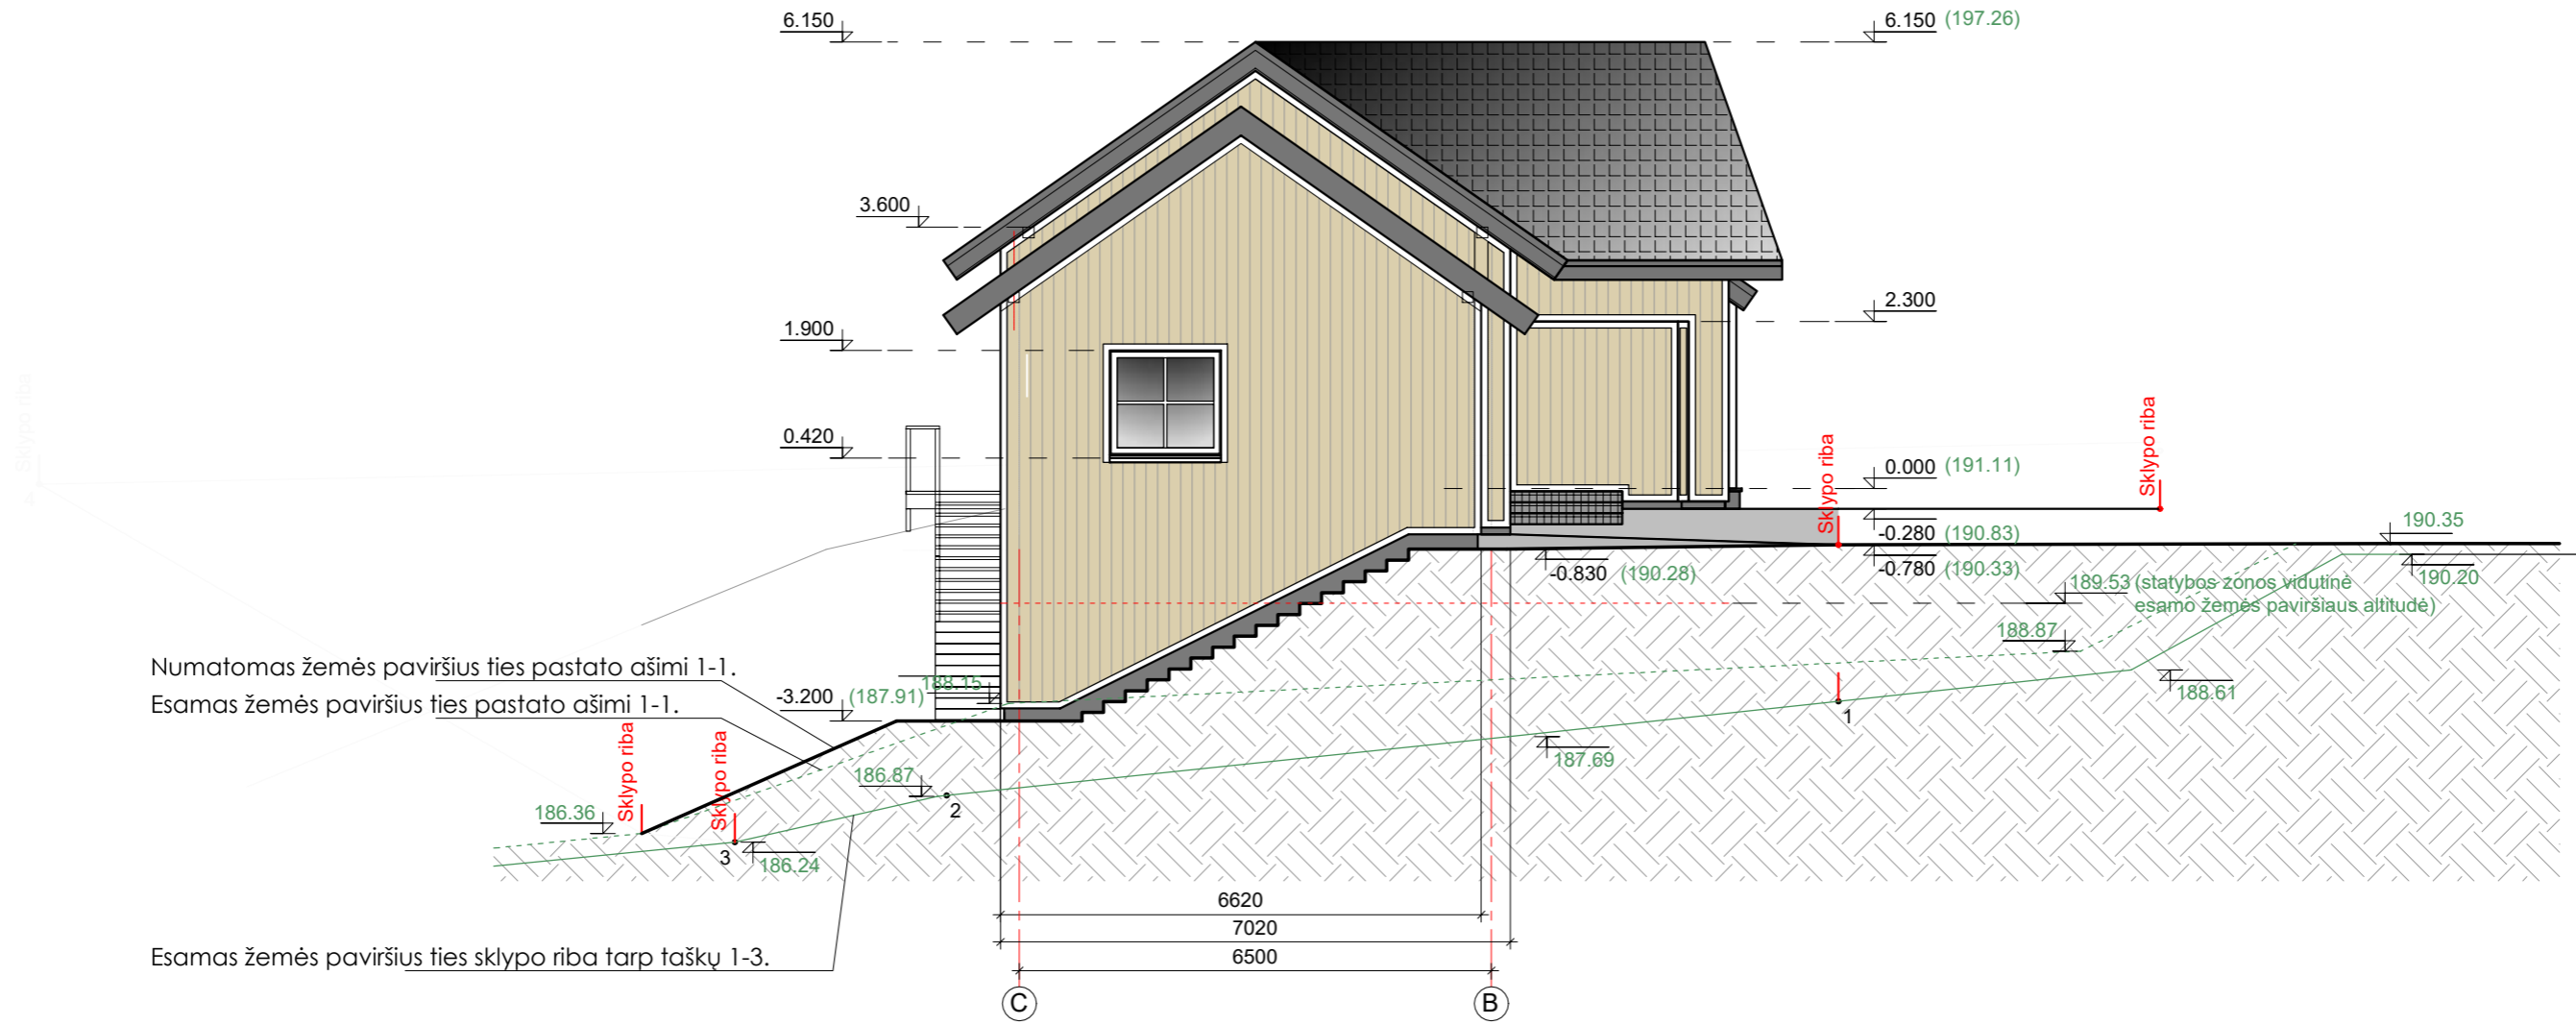 6.150
6.150 (197.26)
3.600
2.300
1.900
0.420
Sklypo riba
Sklypo riba
Sklypo riba
0.000 (191.11)
-0.280 (190.83)
190.35
-0.830 (190.28)
-0.780 (190.33)
190.20
189.53 (statybos zonos vidutinė
esamo žemės paviršiaus altitudė)
188.87
188.61
Numatomas žemės paviršius ties pastato ašimi 1-1.
Esamas žemės paviršius ties pastato ašimi 1-1.
-3.200 (187.91)
188.15
1
187.69
Sklypo riba
Sklypo riba
186.87
2
186.36
3
186.24
6620
7020
6500
Esamas žemės paviršius ties sklypo riba tarp taškų 1-3.
C
B